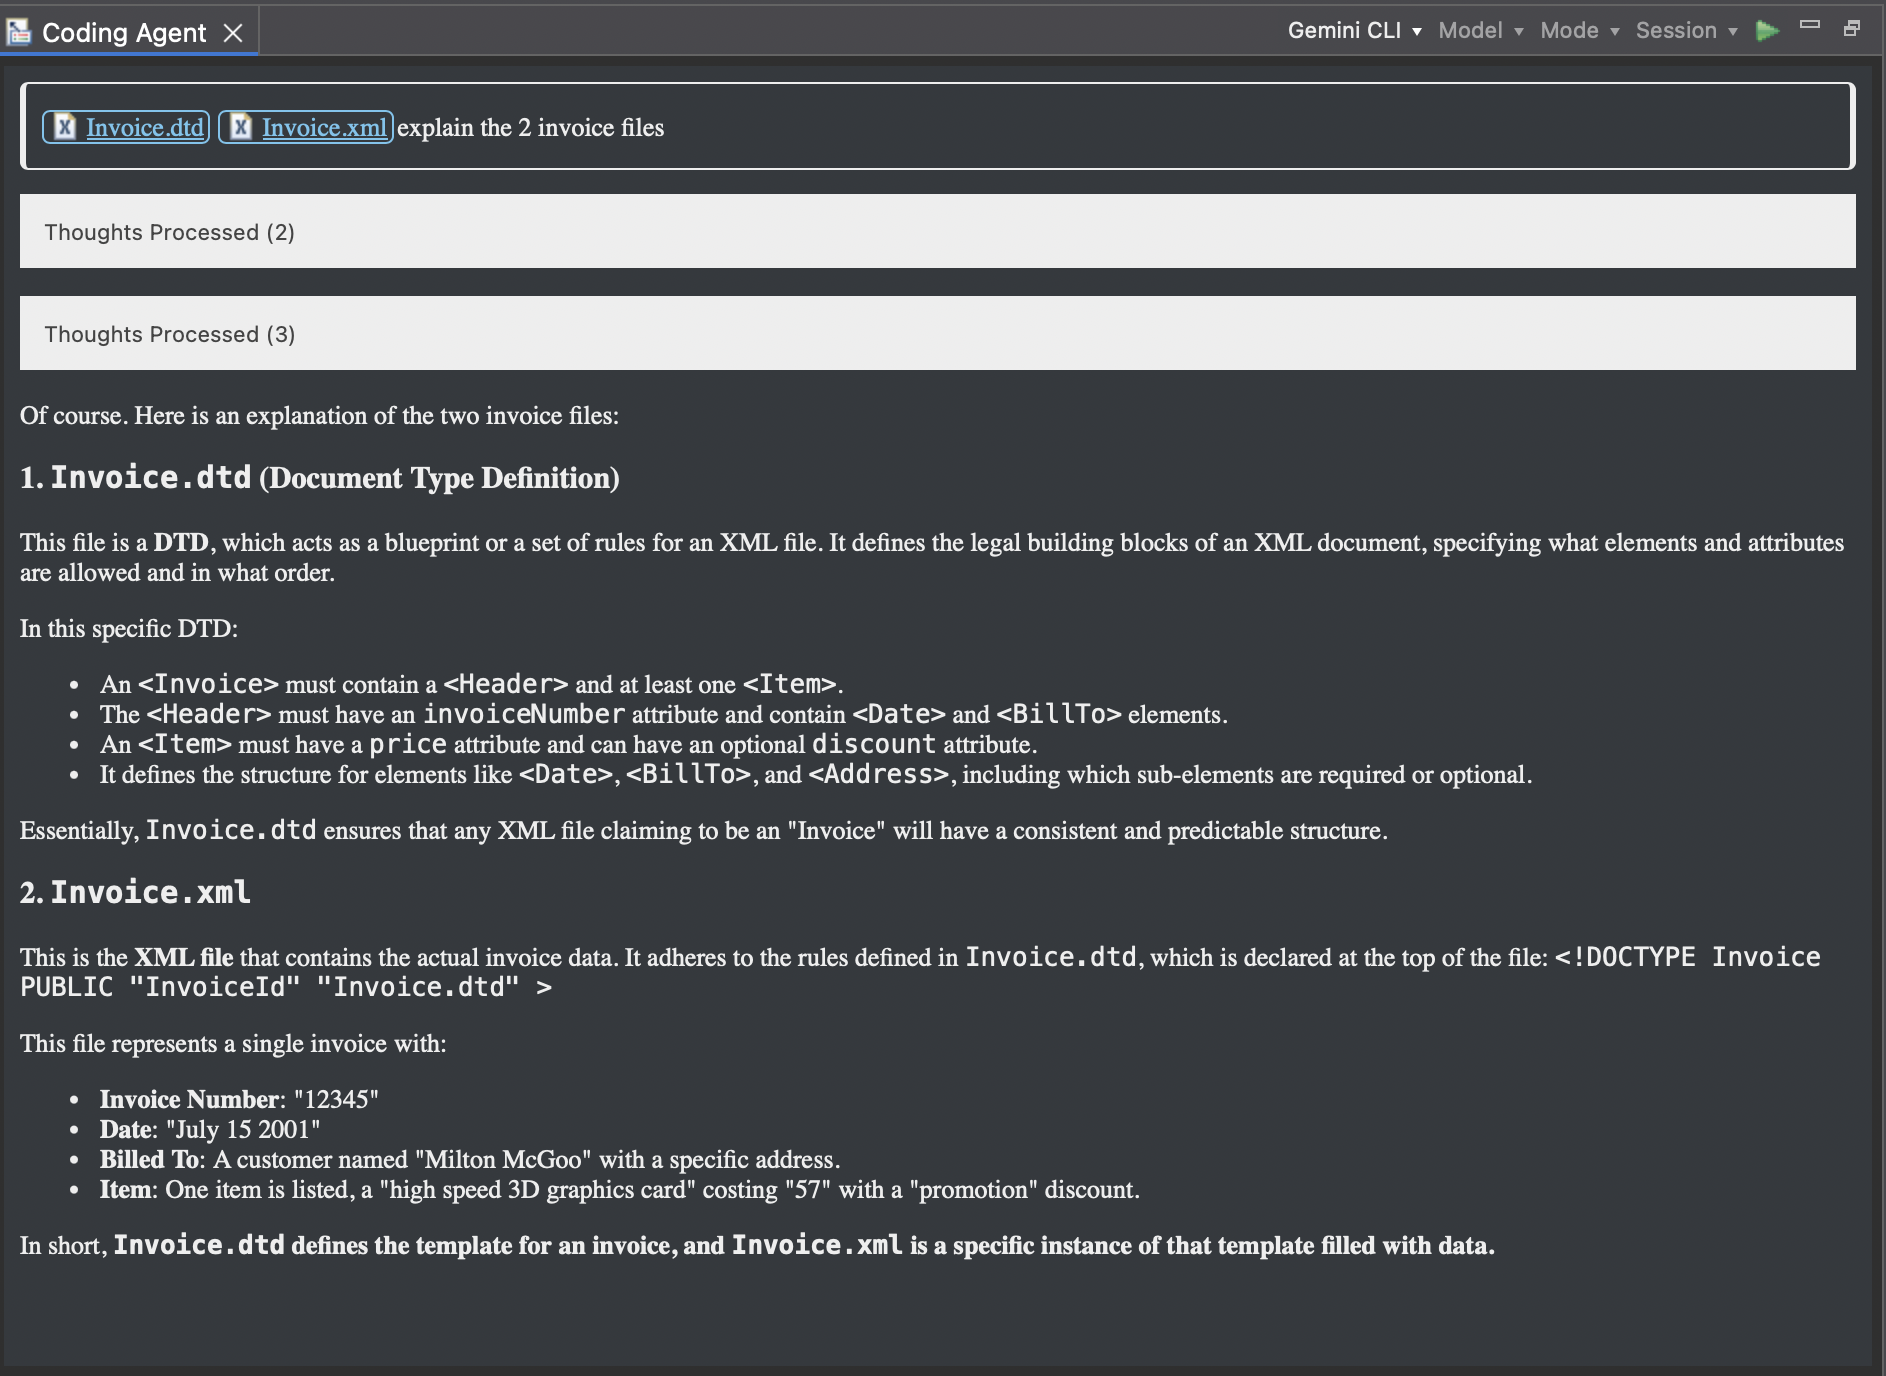 Coding Agent
Gemini CLI Model Mode Session
Invoice.dtd Invoice.xml explain the 2 invoice files
Thoughts Processed (2)
Thoughts Processed (3)
Of course. Here is an explanation of the two invoice files:
1. Invoice.dtd (Document Type Definition)
This file is a DTD, which acts as a blueprint or a set of rules for an XML file. It defines the legal building blocks of an XML document, specifying what elements and attributes
are allowed and in what order.
In this specific DTD:
• An <Invoice> must contain a <Header> and at least one <Item>.
• The <Header> must have an invoiceNumber attribute and contain <Date> and <BillTo> elements.
• An <Item> must have a price attribute and can have an optional discount attribute.
• It defines the structure for elements like <Date>, <BillTo>, and <Address>, including which sub-elements are required or optional.
Essentially, Invoice.dtd ensures that any XML file claiming to be an "Invoice" will have a consistent and predictable structure.
2. Invoice.xml
This is the XML file that contains the actual invoice data. It adheres to the rules defined in Invoice.dtd, which is declared at the top of the file: <!DOCTYPE Invoice
PUBLIC "InvoiceId" "Invoice.dtd" >
This file represents a single invoice with:
• Invoice Number: "12345"
• Date: "July 15 2001"
• Billed To: A customer named "Milton McGoo" with a specific address.
• Item: One item is listed, a "high speed 3D graphics card" costing "57" with a "promotion" discount.
In short, Invoice.dtd defines the template for an invoice, and Invoice.xml is a specific instance of that template filled with data.